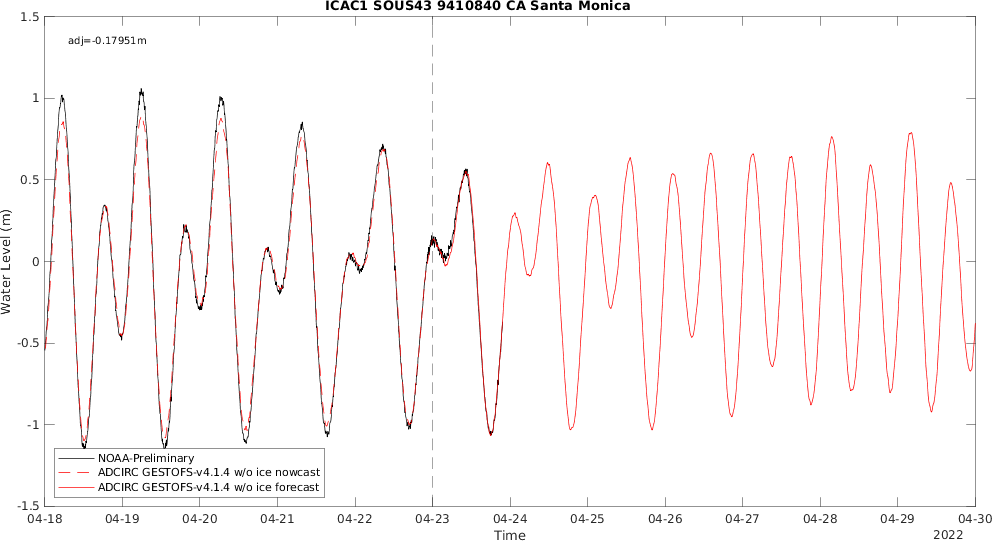 ICAC1 SOUS43 9410840 CA Santa Monica
adj=-0.17951m
1.5
1
0.5
0
-0.5
-1
-1.5
Water Level (m)
NOAA-Preliminary
ADCIRC GESTOFS-v4.1.4 w/o ice nowcast
ADCIRC GESTOFS-v4.1.4 w/o ice forecast
04-18 04-19 04-20 04-21 04-22 04-23 04-24 04-25 04-26 04-27 04-28 04-29 04-30
Time
2022